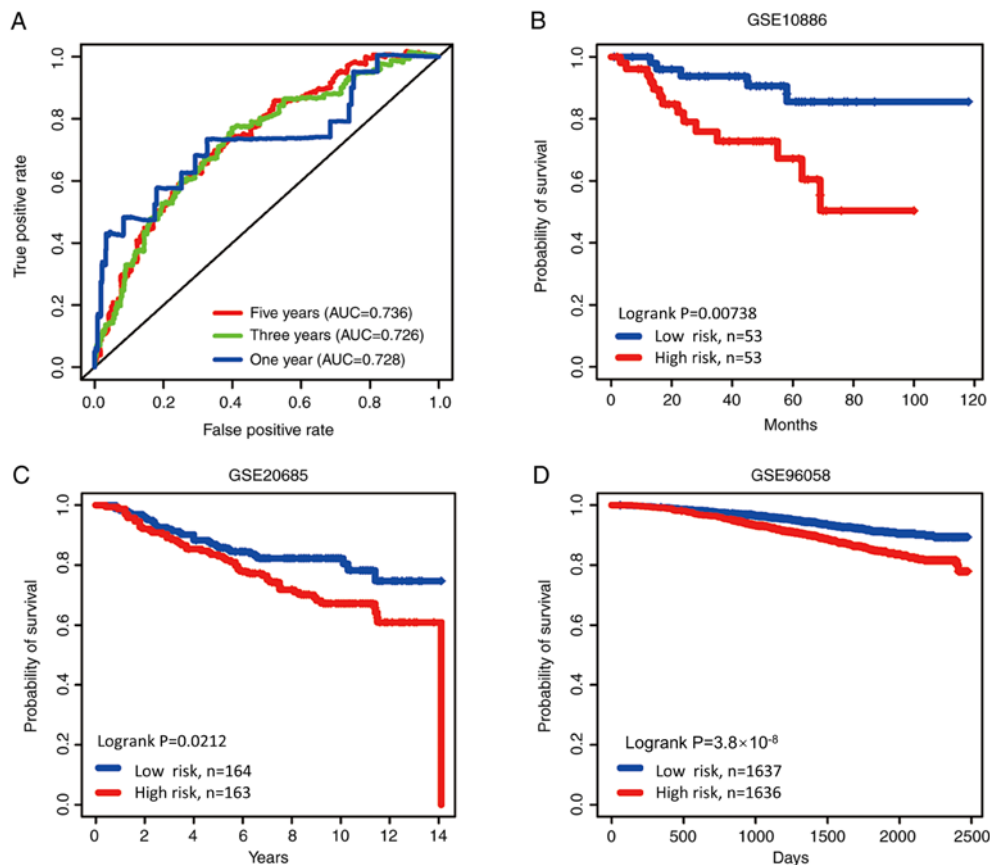 A
True positive rate
1.0
0.8
0.6
0.4
0.2
0.0
Five years (AUC=0.736)
Three years (AUC=0.726)
One year (AUC=0.728)
0.0 0.2 0.4 0.6 0.8 1.0
False positive rate
B
GSE10886
Probability of survival
1.0
0.8
0.6
0.4
0.2
0.0
Logrank P=0.00738
Low risk, n=53
High risk, n=53
0 20 40 60 80 100 120
Months
C
GSE20685
Probability of survival
1.0
0.8
0.6
0.4
0.2
0.0
Logrank P=0.0212
Low risk, n=164
High risk, n=163
0 2 4 6 8 10 12 14
Years
D
GSE96058
Probability of survival
1.0
0.8
0.6
0.4
0.2
0.0
Logrank P=3.8×10⁻⁸
Low risk, n=1637
High risk, n=1636
0 500 1000 1500 2000 2500
Days